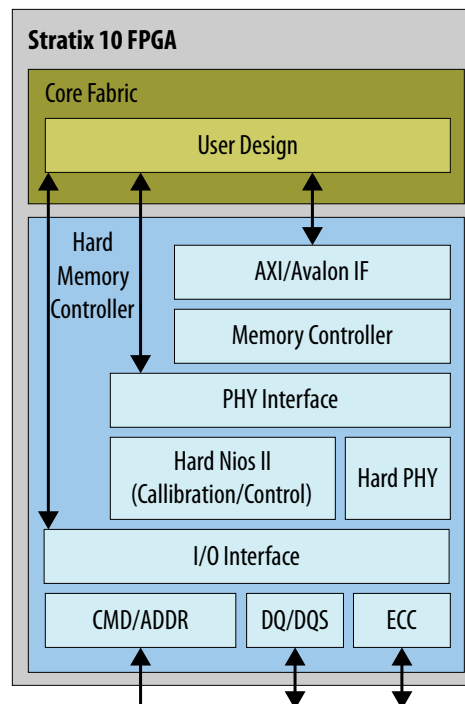 Stratix 10 FPGA
Core Fabric
User Design
Hard
Memory
Controller
AXI/Avalon IF
Memory Controller
PHY Interface
Hard Nios II
(Callibration/Control)
Hard PHY
I/O Interface
CMD/ADDR
DQ/DQS
ECC